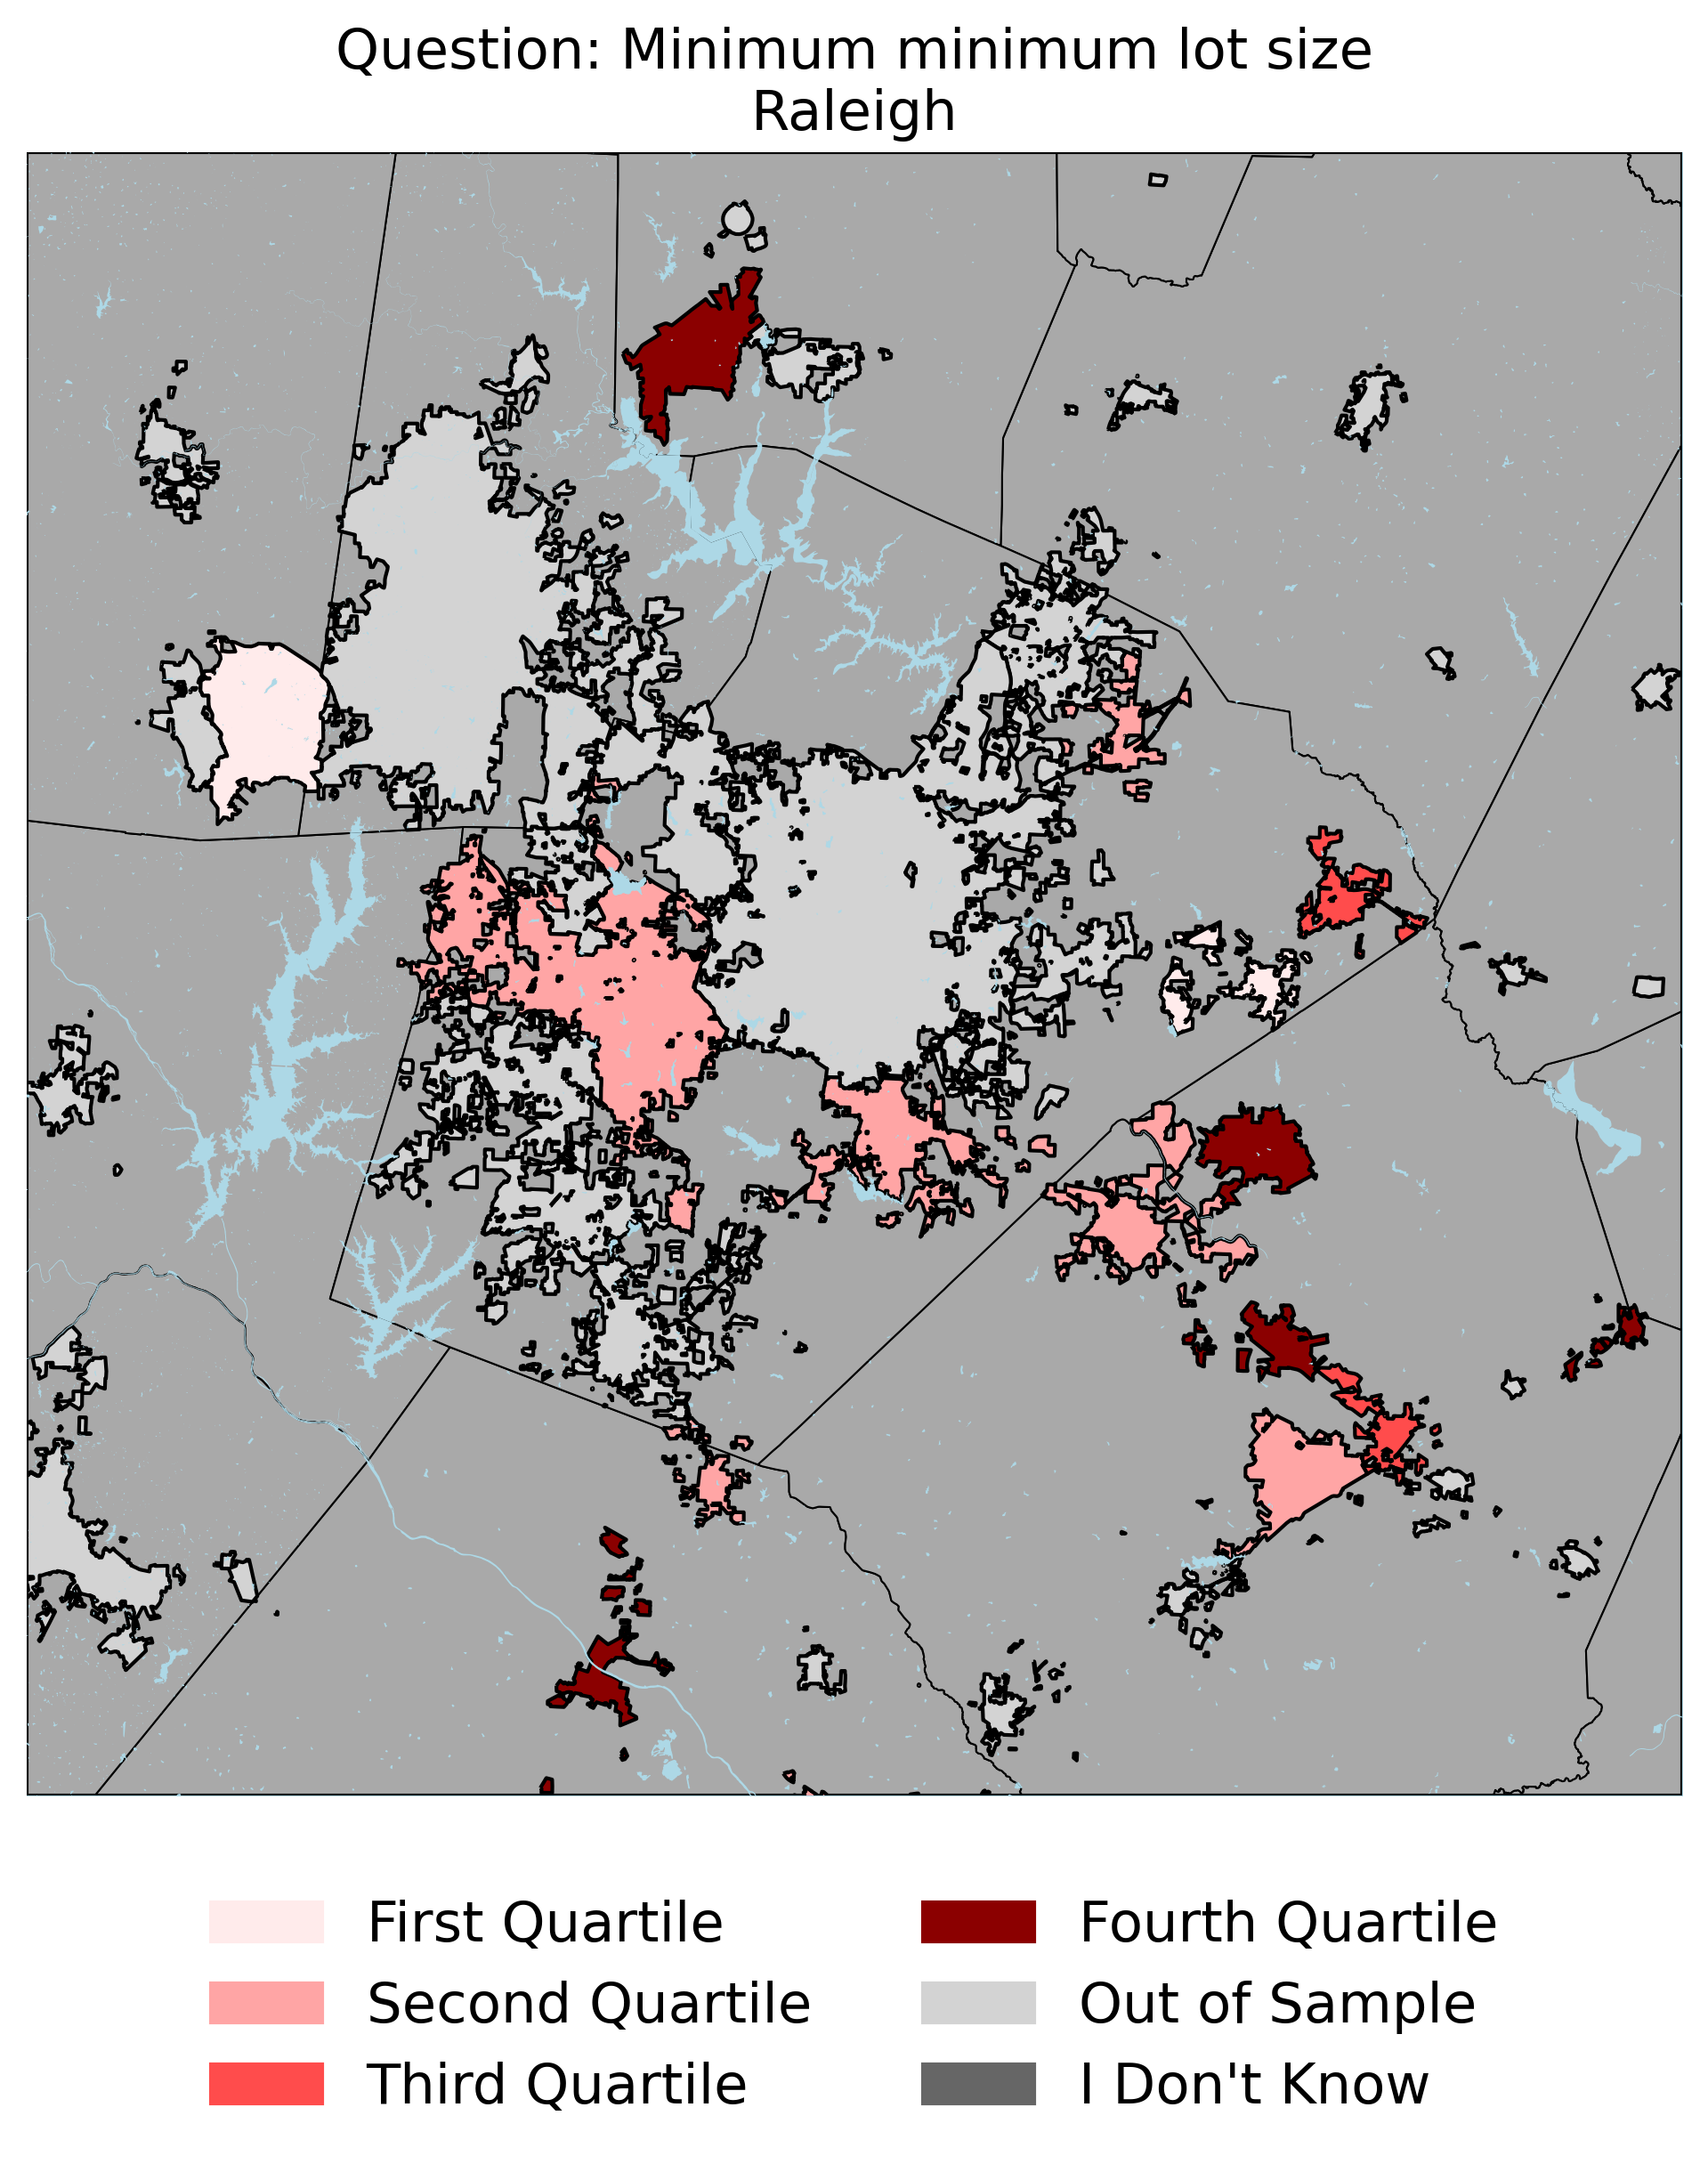 Question: Minimum minimum lot size
Raleigh
First Quartile
Second Quartile
Third Quartile
Fourth Quartile
Out of Sample
I Don't Know